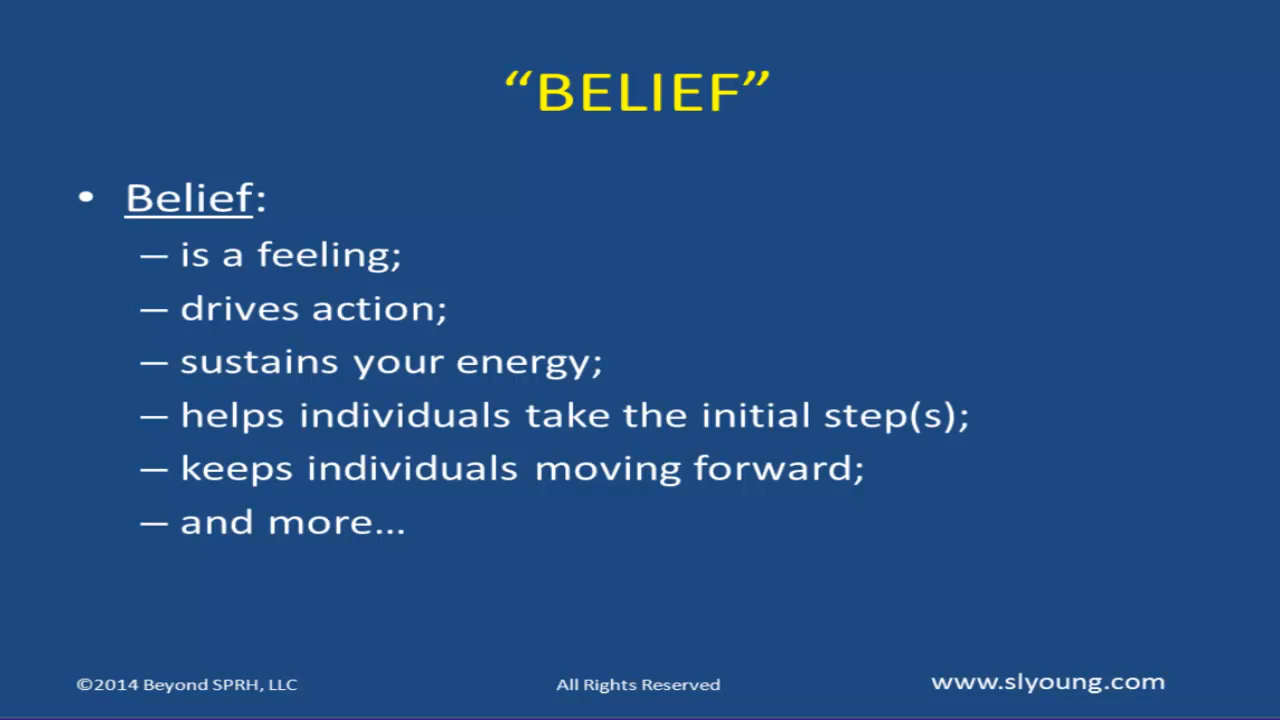 “BELIEF”
• Belief:
– is a feeling;
– drives action;
– sustains your energy;
– helps individuals take the initial step(s);
– keeps individuals moving forward;
– and more...
©2014 Beyond SPRH, LLC All Rights Reserved www.slyoung.com